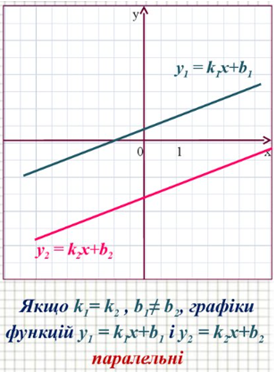 y
y₁ = k₁x+b₁
0 1 x
y₂ = k₂x+b₂
Якщо k₁= k₂ , b₁≠ b₂, графіки
функцій y₁ = k₁x+b₁ і y₂ = k₂x+b₂
паралельні